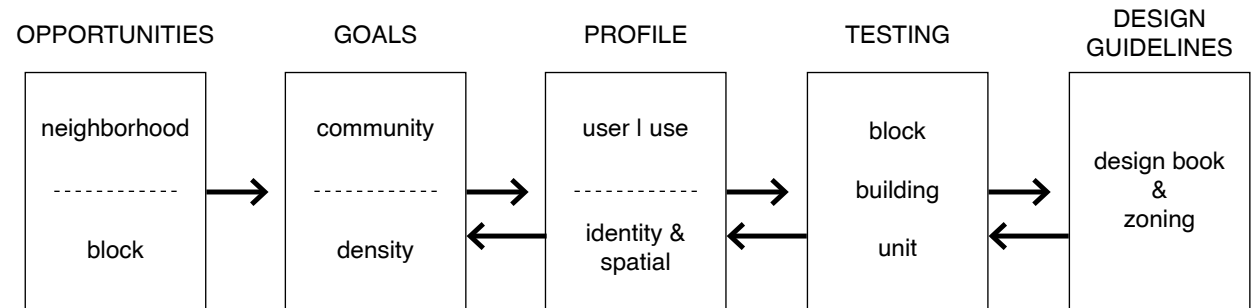 OPPORTUNITIES
neighborhood
block
GOALS
community
density
PROFILE
user | use
identity &
spatial
TESTING
block
building
unit
DESIGN
GUIDELINES
design book
&
zoning